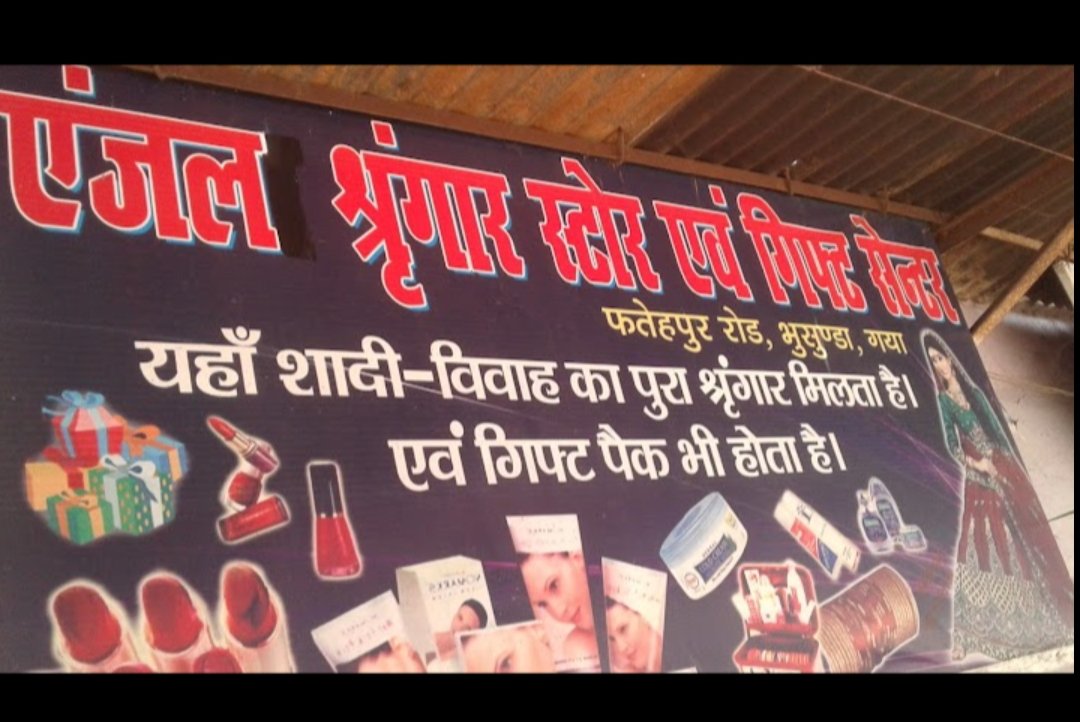 एंजल श्रृंगार स्टोर एवं गिफ्ट सेन्टर
फतेहपुर रोड, भुसुण्डा, गया
यहाँ शादी-विवाह का पुरा श्रृंगार मिलता है।
एवं गिफ्ट पैक भी होता है।